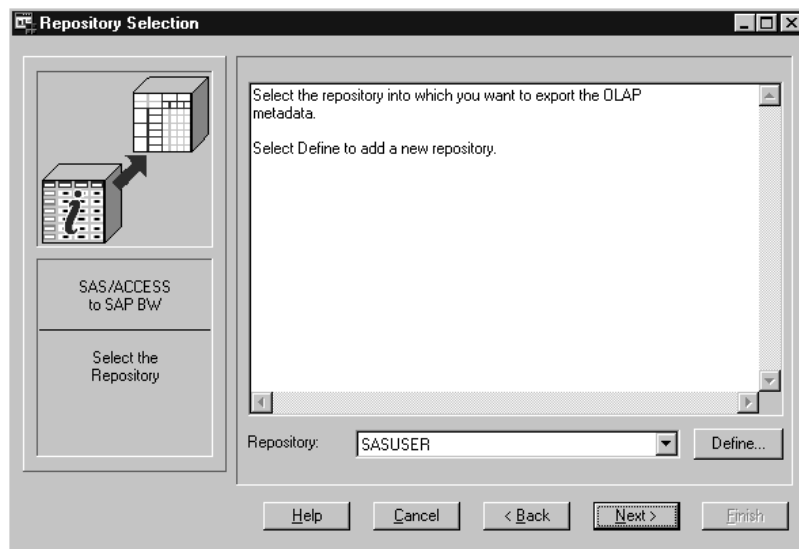 Repository Selection
Select the repository into which you want to export the OLAP
metadata.
Select Define to add a new repository.
SAS/ACCESS
to SAP BW
Select the
Repository
Repository:
SASUSER
Define...
Help
Cancel
< Back
Next >
Finish